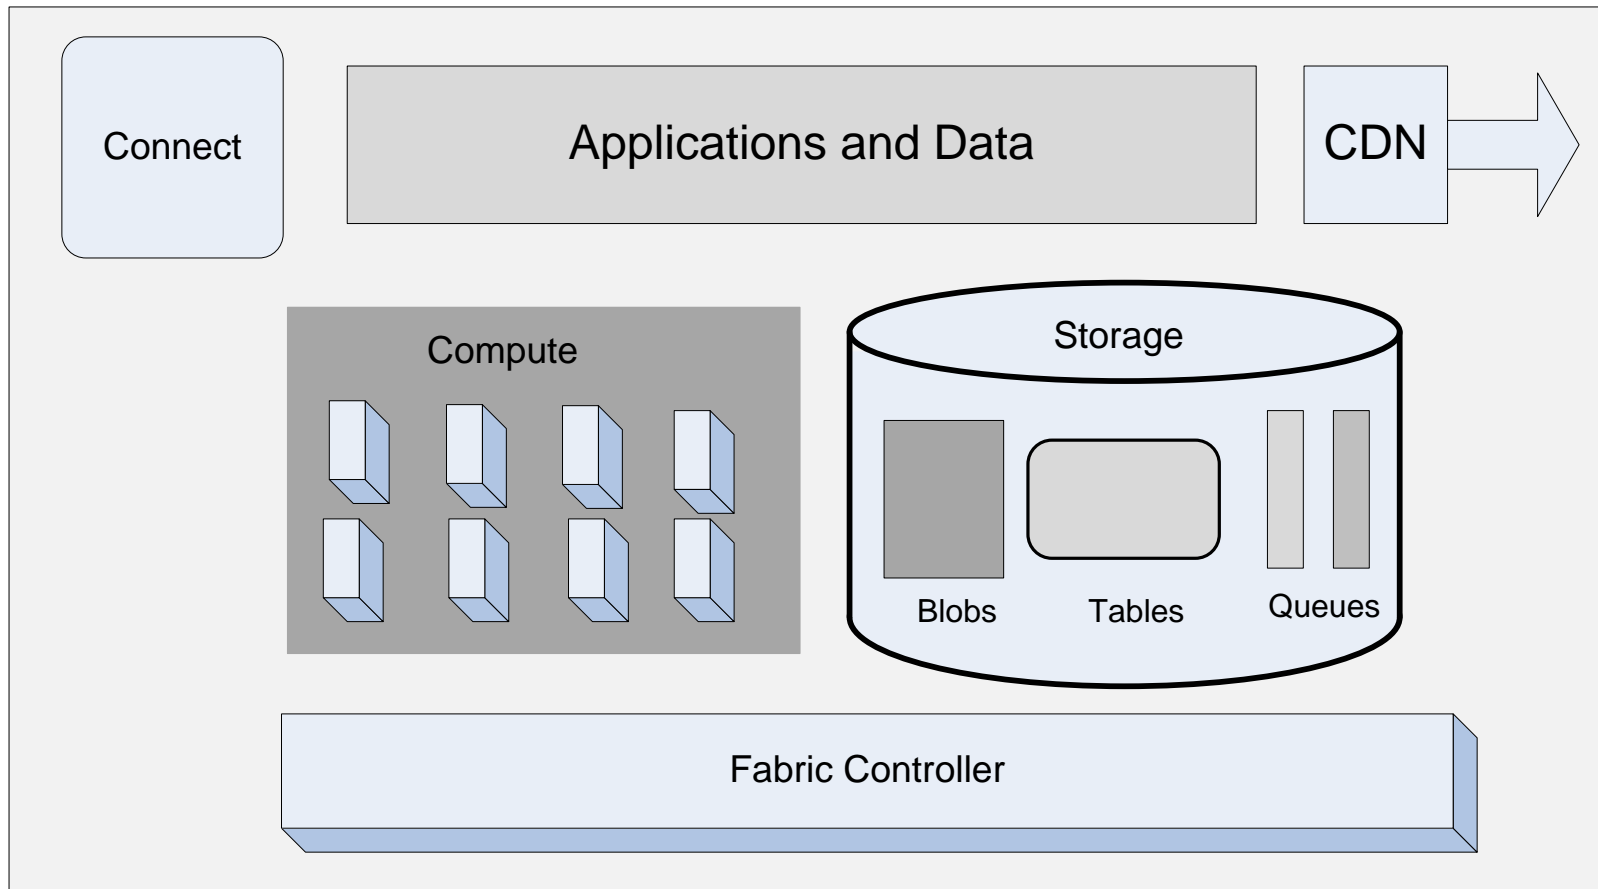 Connect
Applications and Data
CDN
Compute
Storage
Blobs
Tables
Queues
Fabric Controller